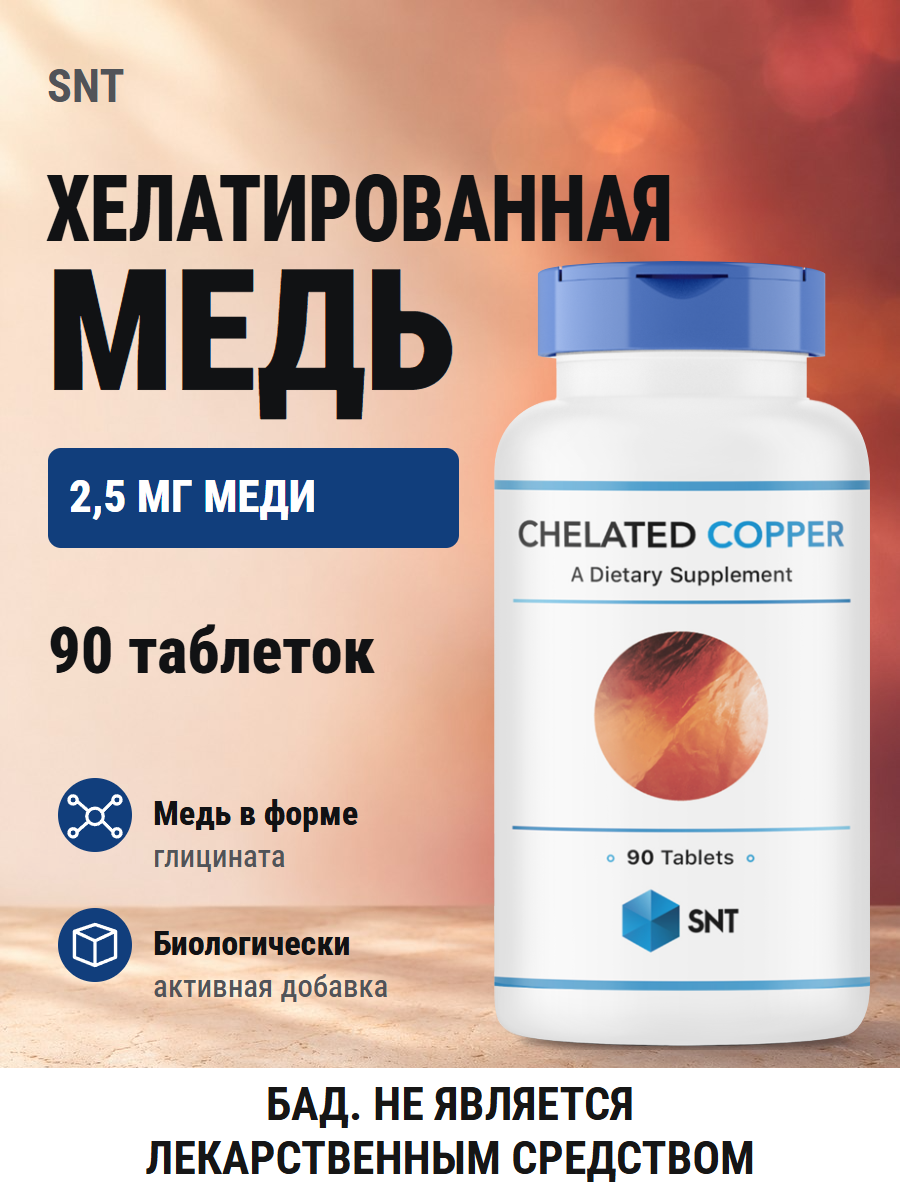 SNT
ХЕЛАТИРОВАННАЯ
МЕДЬ
2,5 МГ МЕДИ
90 таблеток
Медь в форме
глицината
Биологически
активная добавка
CHELATED COPPER
A Dietary Supplement
90 Tablets
SNT
БАД. НЕ ЯВЛЯЕТСЯ
ЛЕКАРСТВЕННЫМ СРЕДСТВОМ